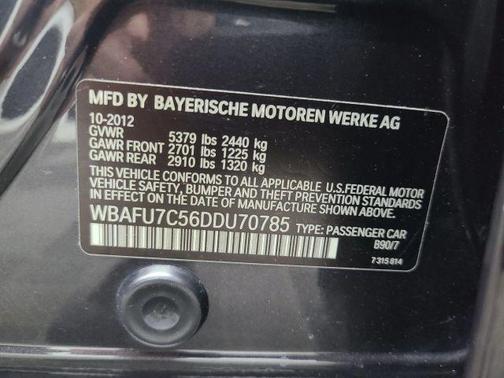 MFD BY BAYERISCHE MOTOREN WERKE AG
10-2012
GVWR 5379 lbs 2440 kg
GAWR FRONT 2701 lbs 1225 kg
GAWR REAR 2910 lbs 1320 kg
THIS VEHICLE CONFORMS TO ALL APPLICABLE U.S. FEDERAL MOTOR
VEHICLE SAFETY, BUMPER, AND THEFT PREVENTION STANDARDS
IN EFFECT ON THE DATE OF MANUFACTURE SHOWN ABOVE.
WBAFU7C56DDU70785 TYPE: PASSENGER CAR
B90/7
7 315 814